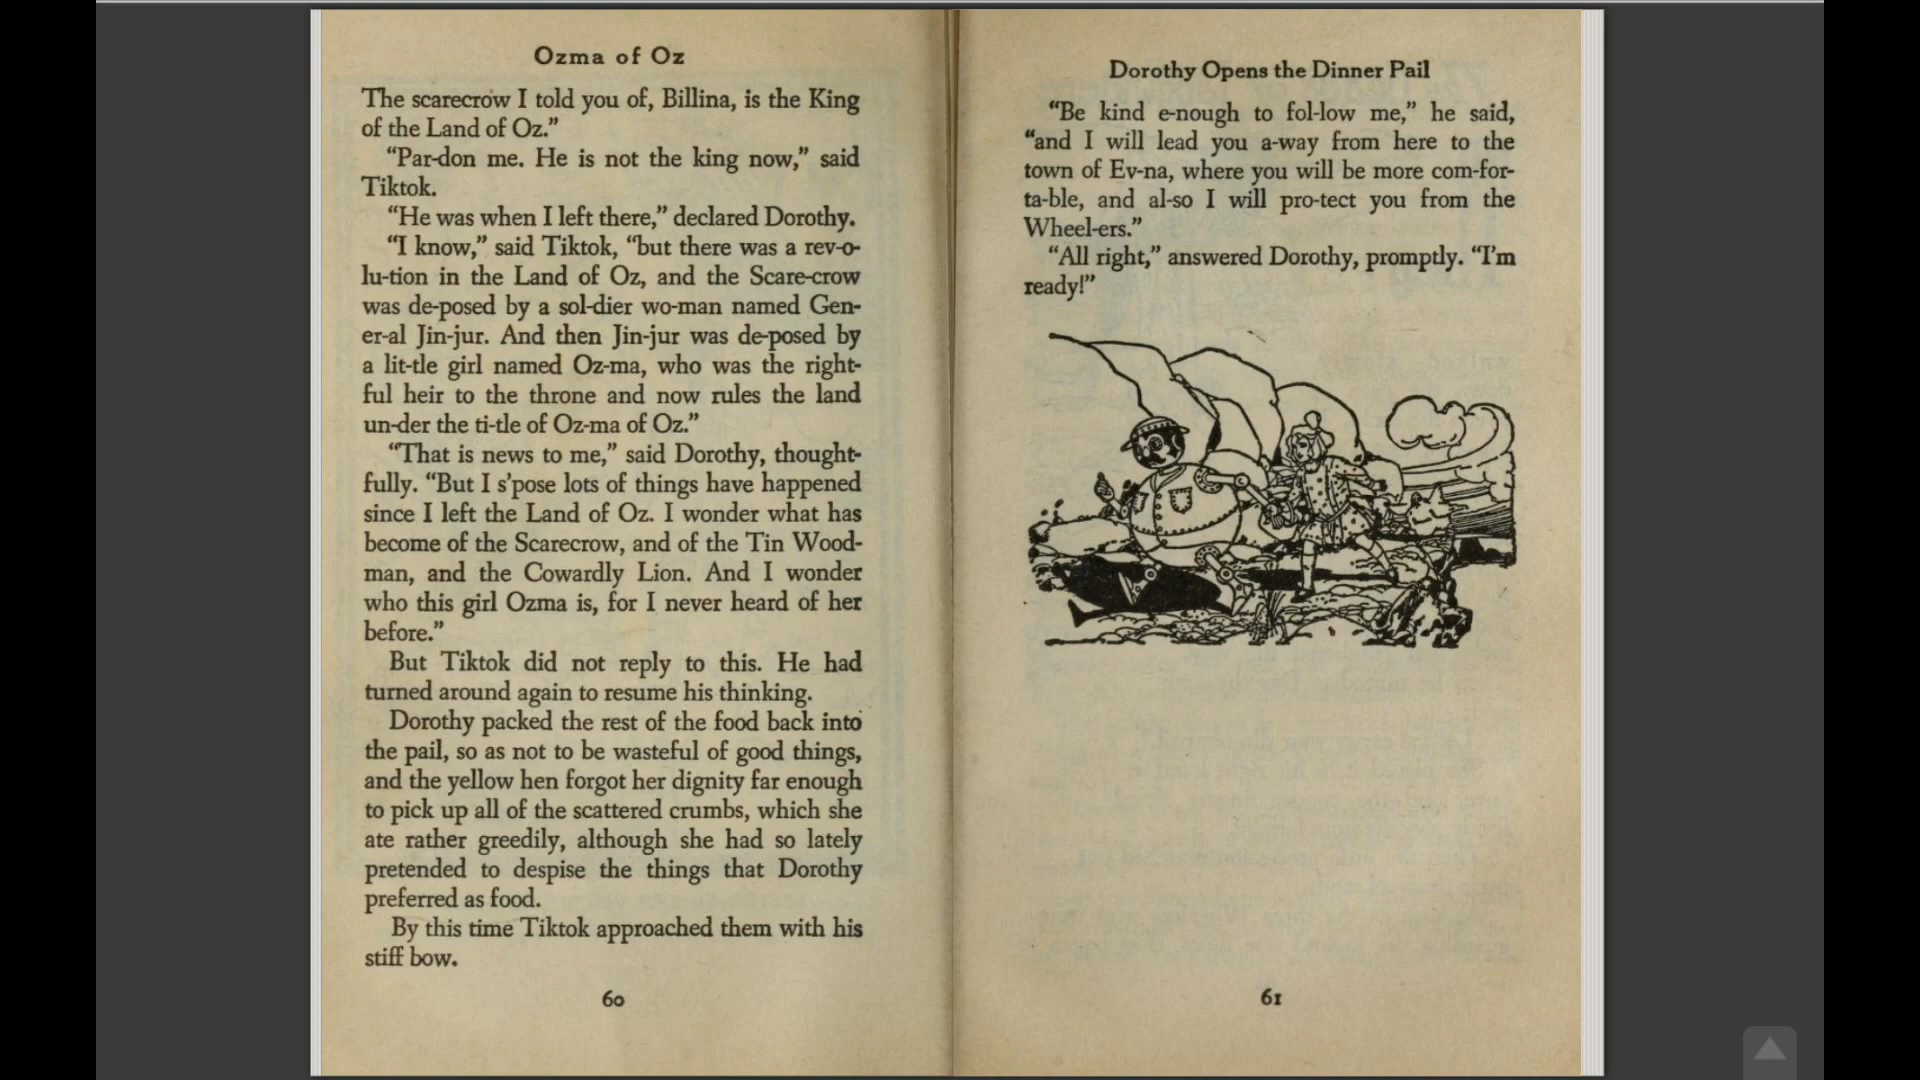 Ozma of Oz
The scarecrow I told you of, Billina, is the King
of the Land of Oz.”
“Par-don me. He is not the king now,” said
Tiktok.
“He was when I left there,” declared Dorothy.
“I know,” said Tiktok, “but there was a rev-o-
lu-tion in the Land of Oz, and the Scare-crow
was de-posed by a sol-dier wo-man named Gen-
er-al Jin-jur. And then Jin-jur was de-posed by
a lit-tle girl named Oz-ma, who was the right-
ful heir to the throne and now rules the land
un-der the ti-tle of Oz-ma of Oz.”
“That is news to me,” said Dorothy, thought-
fully. “But I s’pose lots of things have happened
since I left the Land of Oz. I wonder what has
become of the Scarecrow, and of the Tin Wood-
man, and the Cowardly Lion. And I wonder
who this girl Ozma is, for I never heard of her
before.”
But Tiktok did not reply to this. He had
turned around again to resume his thinking.
Dorothy packed the rest of the food back into
the pail, so as not to be wasteful of good things,
and the yellow hen forgot her dignity far enough
to pick up all of the scattered crumbs, which she
ate rather greedily, although she had so lately
pretended to despise the things that Dorothy
preferred as food.
By this time Tiktok approached them with his
stiff bow.
60
Dorothy Opens the Dinner Pail
“Be kind e-nough to fol-low me,” he said,
“and I will lead you a-way from here to the
town of Ev-na, where you will be more com-for-
ta-ble, and al-so I will pro-tect you from the
Wheel-ers.”
“All right,” answered Dorothy, promptly. “I’m
ready!”
61